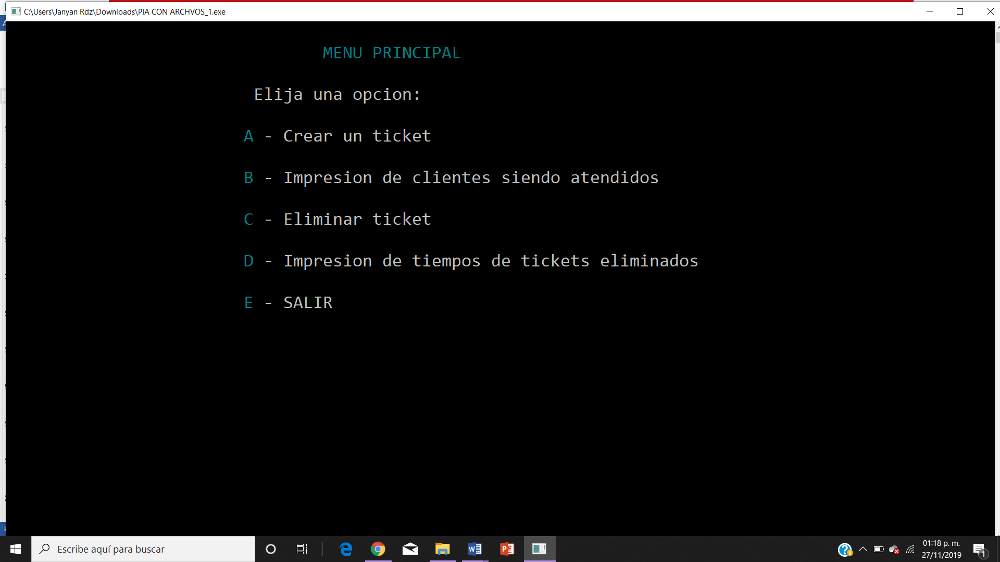 C:\Users\Janyan Rdz\Downloads\PIA CON ARCHVOS_1.exe
MENU PRINCIPAL
Elija una opcion:
A - Crear un ticket
B - Impresion de clientes siendo atendidos
C - Eliminar ticket
D - Impresion de tiempos de tickets eliminados
E - SALIR
Escribe aquí para buscar
01:18 p. m.
27/11/2019
1